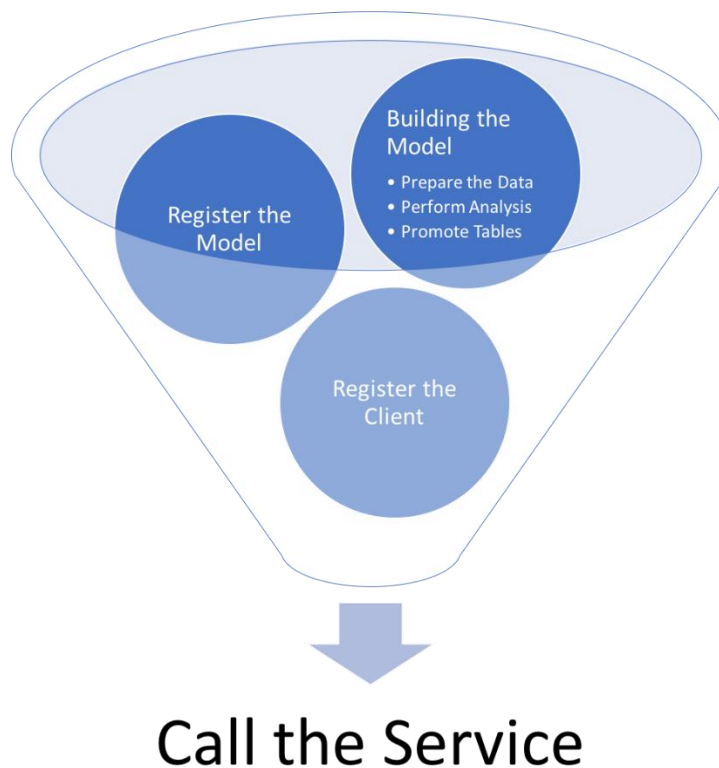 Building the
Model
• Prepare the Data
• Perform Analysis
• Promote Tables
Register the
Model
Register the
Client
Call the Service